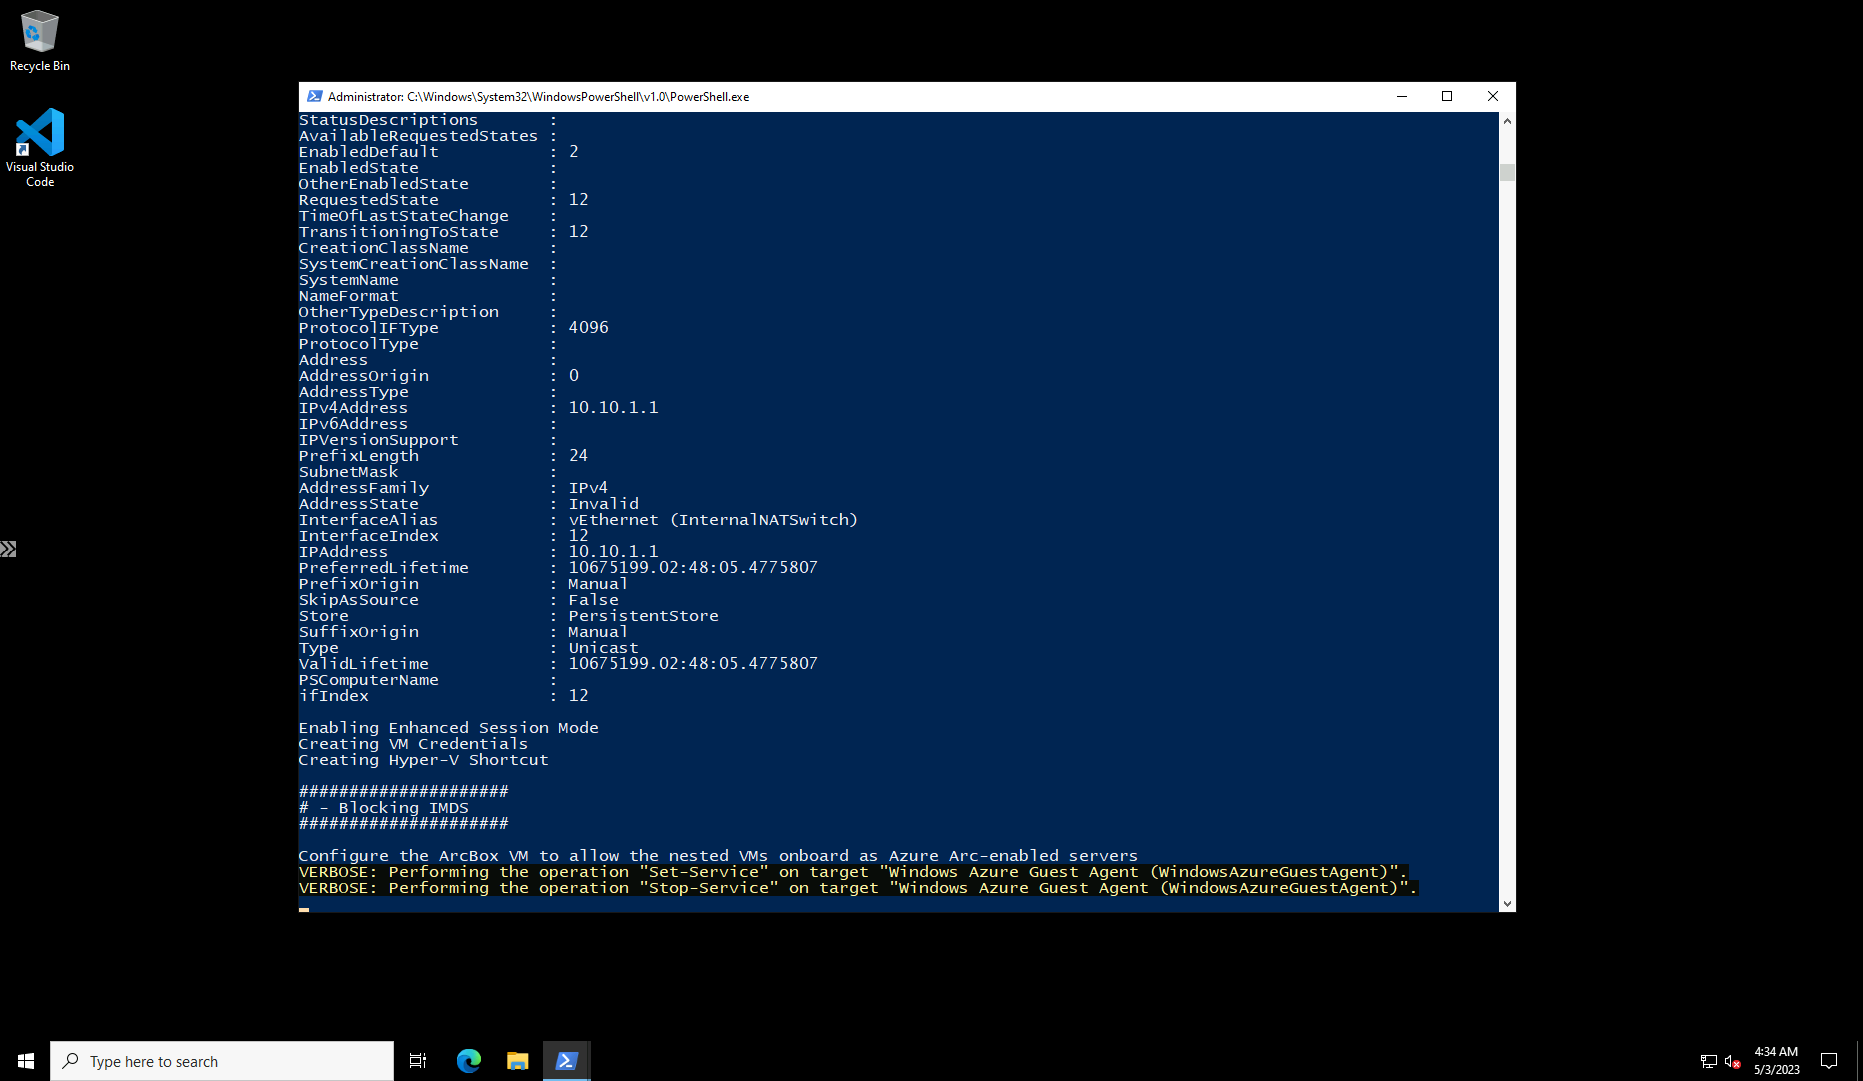 Recycle Bin
Visual Studio
Code
Administrator: C:\Windows\System32\WindowsPowerShell\v1.0\PowerShell.exe
StatusDescriptions :
AvailableRequestedStates :
EnabledDefault : 2
EnabledState :
OtherEnabledState :
RequestedState : 12
TimeOfLastStateChange :
TransitioningToState : 12
CreationClassName :
SystemCreationClassName :
SystemName :
NameFormat :
OtherTypeDescription :
ProtocolIFType : 4096
ProtocolType :
Address :
AddressOrigin : 0
AddressType :
IPv4Address : 10.10.1.1
IPv6Address :
IPVersionSupport :
PrefixLength : 24
SubnetMask :
AddressFamily : IPv4
AddressState : Invalid
InterfaceAlias : vEthernet (InternalNATSwitch)
InterfaceIndex : 12
IPAddress : 10.10.1.1
PreferredLifetime : 10675199.02:48:05.4775807
PrefixOrigin : Manual
SkipAsSource : False
Store : PersistentStore
SuffixOrigin : Manual
Type : Unicast
ValidLifetime : 10675199.02:48:05.4775807
PSComputerName :
ifIndex : 12
Enabling Enhanced Session Mode
Creating VM Credentials
Creating Hyper-V Shortcut
#####################
# - Blocking IMDS
#####################
Configure the ArcBox VM to allow the nested VMs onboard as Azure Arc-enabled servers
VERBOSE: Performing the operation "Set-Service" on target "Windows Azure Guest Agent (WindowsAzureGuestAgent)".
VERBOSE: Performing the operation "Stop-Service" on target "Windows Azure Guest Agent (WindowsAzureGuestAgent)".
Type here to search
4:34 AM
5/3/2023